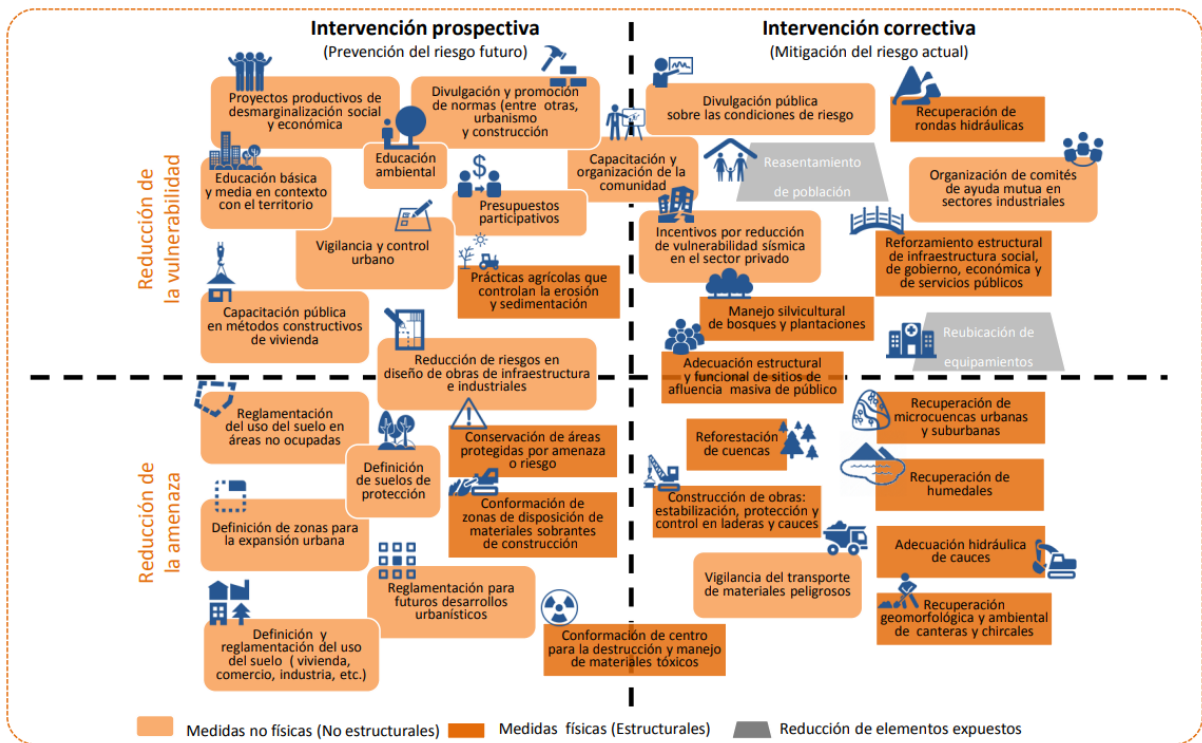 Intervención prospectiva
(Prevención del riesgo futuro)
Intervención correctiva
(Mitigación del riesgo actual)
Reducción de
la vulnerabilidad
Proyectos productivos de
desmarginalización social
y económica
Divulgación y promoción
de normas (entre otras,
urbanismo
y construcción
Educación
ambiental
Capacitación y
organización de la
comunidad
Educación básica
y media en contexto
con el territorio
$
Presupuestos
participativos
Vigilancia y control
urbano
Prácticas agrícolas que
controlan la erosión
y sedimentación
Capacitación pública
en métodos constructivos
de vivienda
Reducción de riesgos en
diseño de obras de infraestructura
e industriales
Divulgación pública
sobre las condiciones de riesgo
Recuperación de
rondas hidráulicas
Reasentamiento
de población
Organización de comités
de ayuda mutua en
sectores industriales
Incentivos por reducción
de vulnerabilidad sísmica
en el sector privado
Reforzamiento estructural
de infraestructura social,
de gobierno, económica y
de servicios públicos
Manejo silvicultural
de bosques y plantaciones
Reubicación de
equipamientos
Adecuación estructural
y funcional de sitios de
afluencia masiva de público
Reducción de
la amenaza
Reglamentación
del uso del suelo en
áreas no ocupadas
Conservación de áreas
protegidas por amenaza
o riesgo
Definición
de suelos de
protección
Conformación de
zonas de disposición de
materiales sobrantes
de construcción
Definición de zonas para
la expansión urbana
Reglamentación para
futuros desarrollos
urbanísticos
Definición y
reglamentación del uso
del suelo ( vivienda,
comercio, industria, etc.)
Conformación de centro
para la destrucción y manejo
de materiales tóxicos
Recuperación de
microcuencas urbanas
y suburbanas
Reforestación
de cuencas
Recuperación de
humedales
Construcción de obras:
estabilización, protección y
control en laderas y cauces
Adecuación hidráulica
de cauces
Vigilancia del transporte
de materiales peligrosos
Recuperación
geomorfológica y ambiental
de canteras y chircales
Medidas no físicas (No estructurales)
Medidas físicas (Estructurales)
Reducción de elementos expuestos